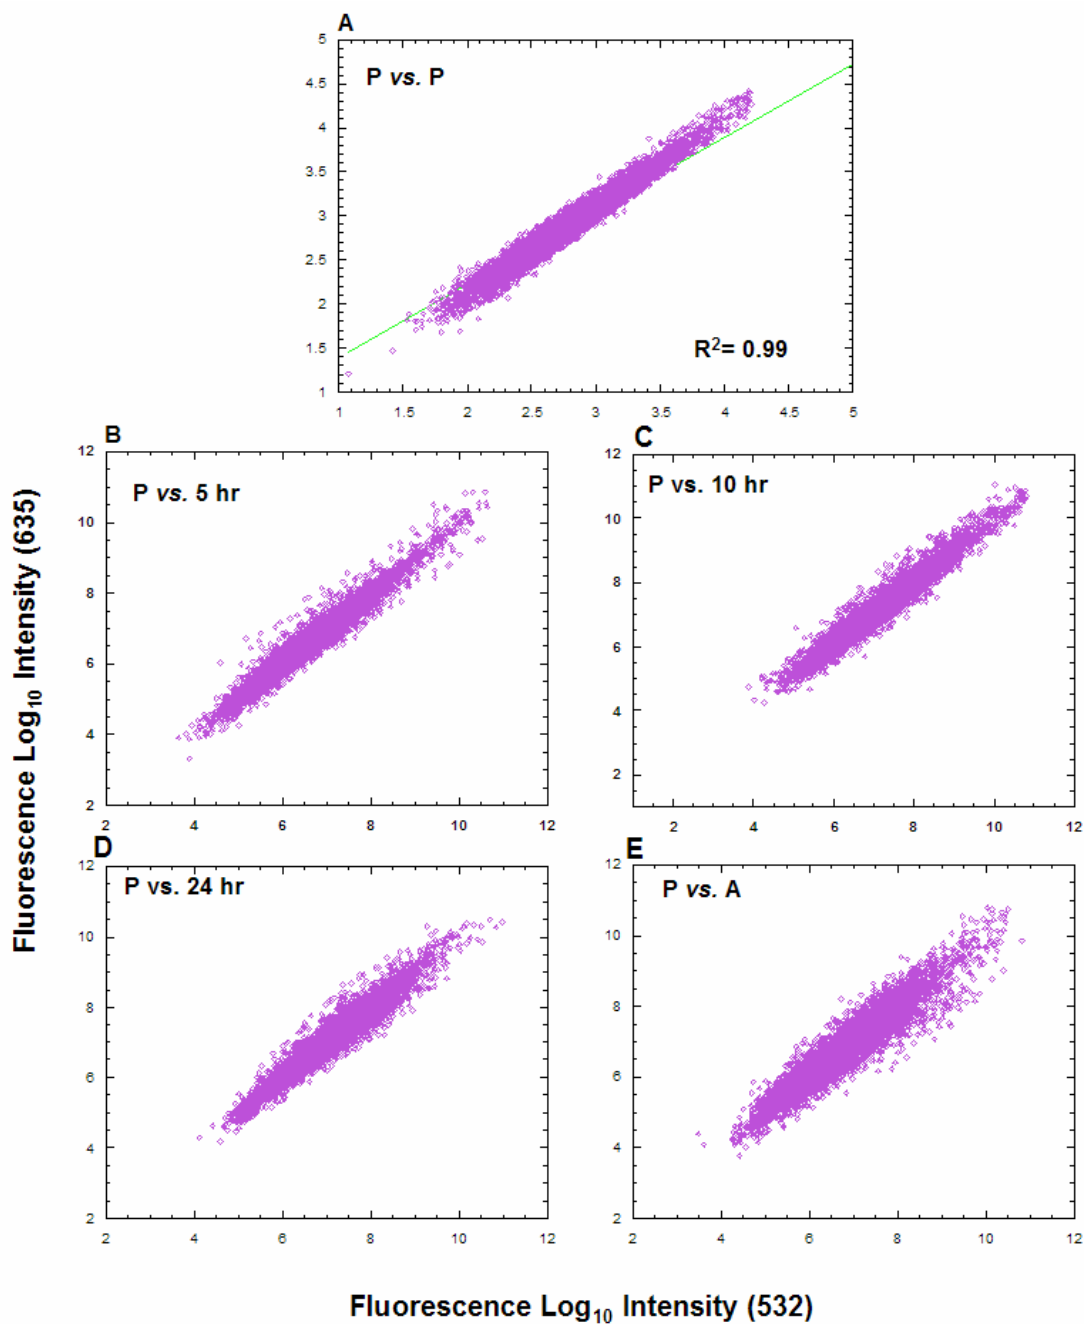 A
P vs. P
5
4.5
4
3.5
3
2.5
2
1.5
1
R²= 0.99
1 1.5 2 2.5 3 3.5 4 4.5 5
B
P vs. 5 hr
12
10
8
6
4
2
2 4 6 8 10 12
C
P vs. 10 hr
12
10
8
6
4
2
2 4 6 8 10 12
D
P vs. 24 hr
12
10
8
6
4
2
2 4 6 8 10 12
E
P vs. A
12
10
8
6
4
2
2 4 6 8 10 12
Fluorescence Log₁₀ Intensity (635)
Fluorescence Log₁₀ Intensity (532)